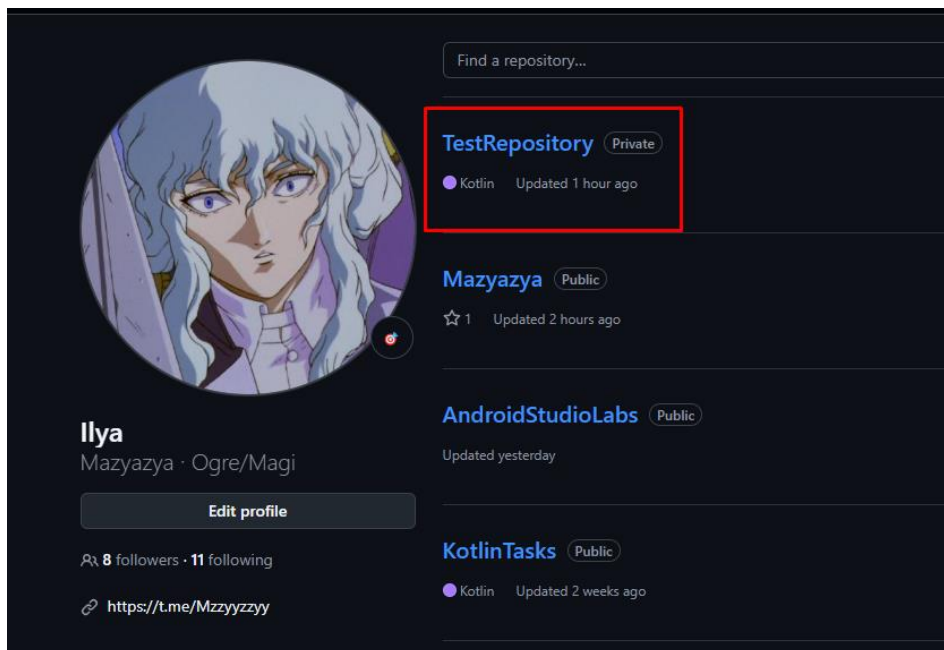 Find a repository...
TestRepository Private
Kotlin Updated 1 hour ago
Mazyazya Public
1 Updated 2 hours ago
AndroidStudioLabs Public
Updated yesterday
KotlinTasks Public
Kotlin Updated 2 weeks ago
Ilya
Mazyazya · Ogre/Magi
Edit profile
8 followers · 11 following
https://t.me/Mzzyyzzyy